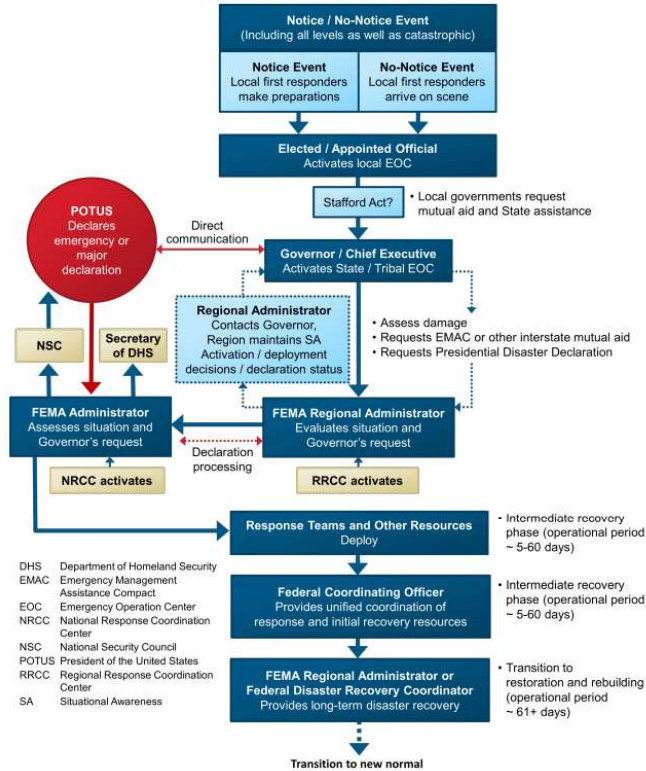 Notice / No-Notice Event
(Including all levels as well as catastrophic)
Notice Event
Local first responders
make preparations
No-Notice Event
Local first responders
arrive on scene
Elected / Appointed Official
Activates local EOC
Stafford Act?
• Local governments request
mutual aid and State assistance
POTUS
Declares
emergency or
major
declaration
Direct
communication
Governor / Chief Executive
Activates State / Tribal EOC
Regional Administrator
Contacts Governor,
Region maintains SA
Activation / deployment
decisions / declaration status
• Assess damage
• Requests EMAC or other interstate mutual aid
• Requests Presidential Disaster Declaration
NSC
Secretary
of DHS
FEMA Administrator
Assesses situation and
Governor's request
FEMA Regional Administrator
Evaluates situation and
Governor's request
Declaration
processing
NRCC activates
RRCC activates
Response Teams and Other Resources
Deploy
• Intermediate recovery
phase (operational period
~ 5-60 days)
DHS Department of Homeland Security
EMAC Emergency Management
Assistance Compact
EOC Emergency Operation Center
NRCC National Response Coordination
Center
NSC National Security Council
POTUS President of the United States
RRCC Regional Response Coordination
Center
SA Situational Awareness
Federal Coordinating Officer
Provides unified coordination of
response and initial recovery resources
• Intermediate recovery
phase (operational period
~ 5-60 days)
FEMA Regional Administrator or
Federal Disaster Recovery Coordinator
Provides long-term disaster recovery
• Transition to
restoration and rebuilding
(operational period
~ 61+ days)
Transition to new normal